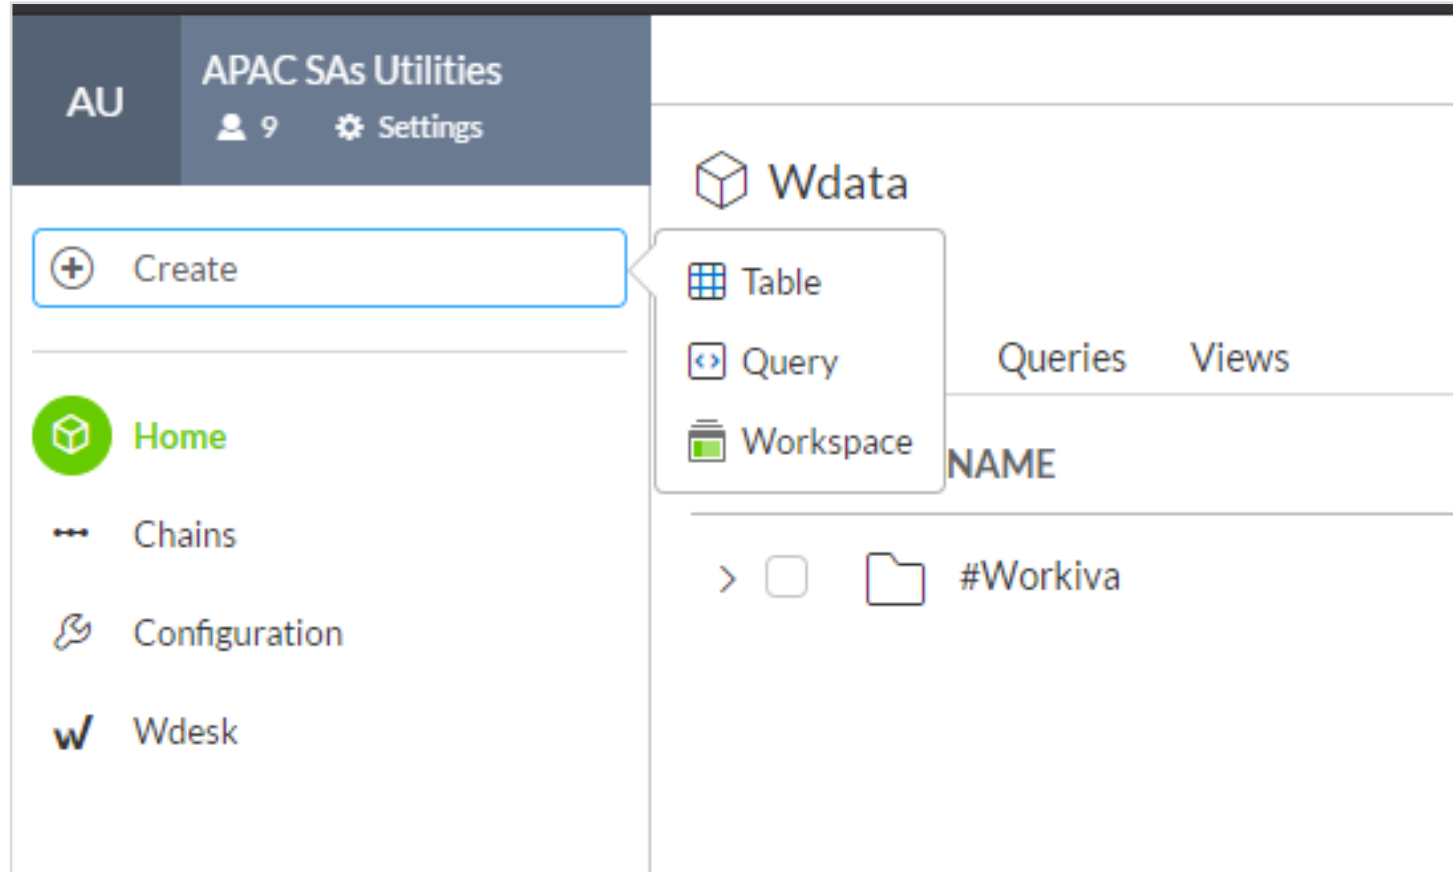 AU
APAC SAs Utilities
9 Settings
Create
Home
Chains
Configuration
Wdesk
Wdata
Table
Query
Workspace
Queries Views
NAME
#Workiva